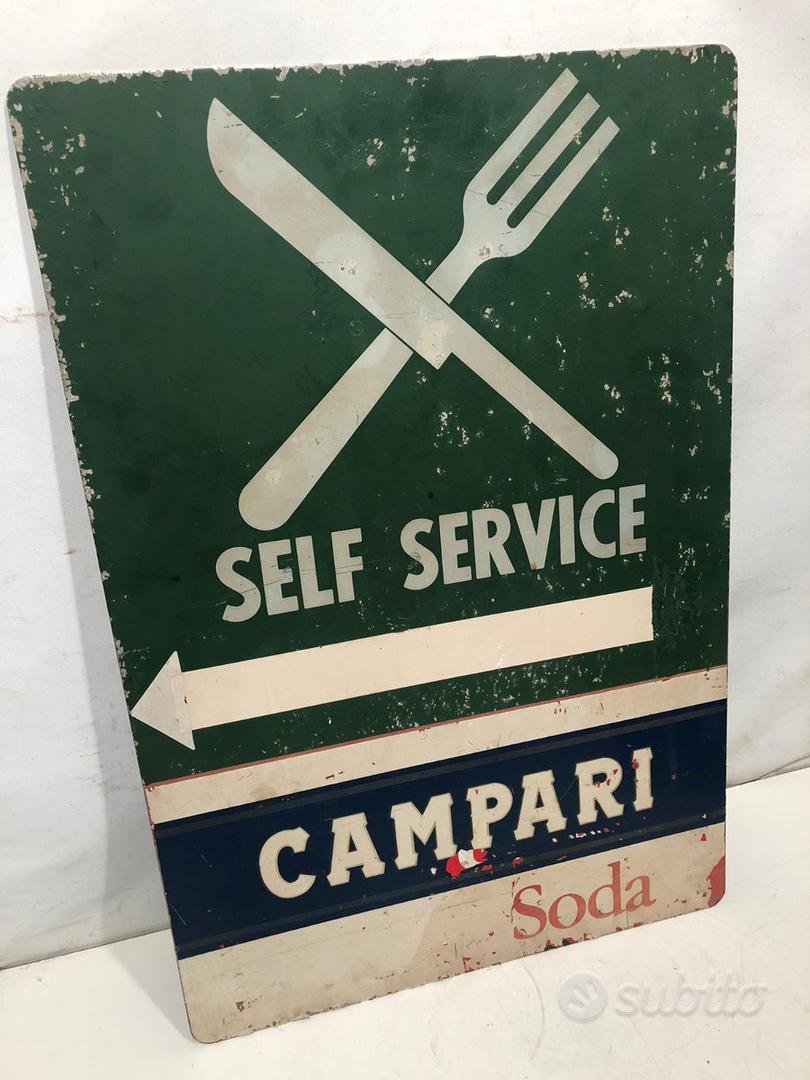 SELF SERVICE
CAMPARI
Soda
subito